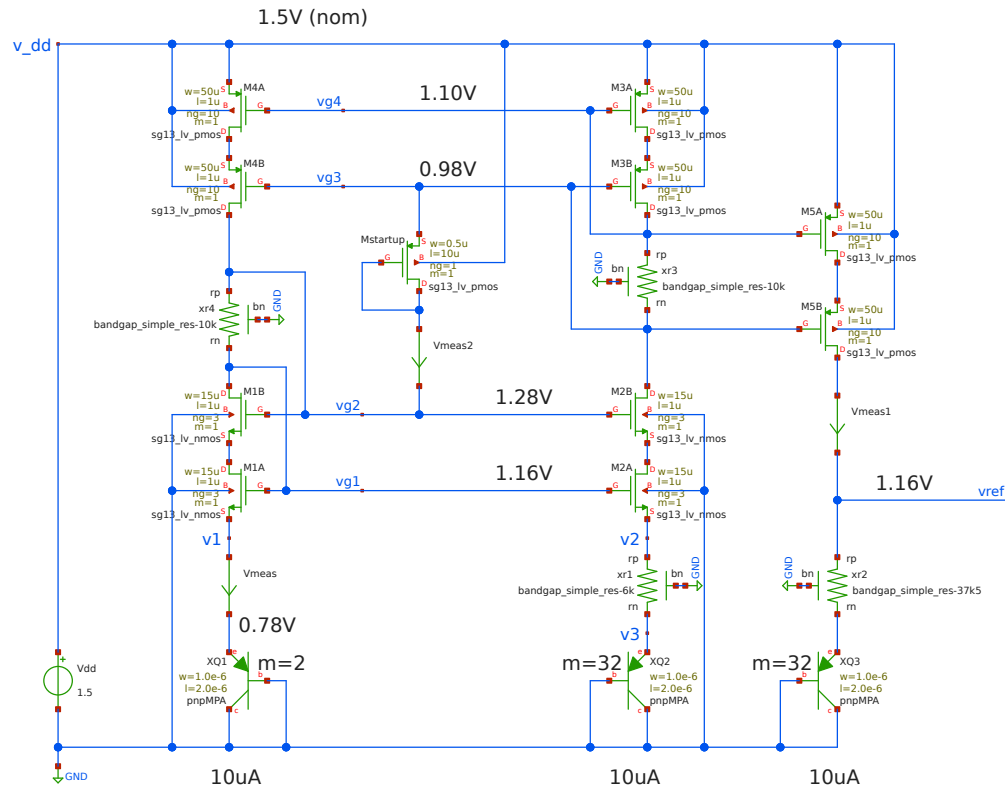 1.5V (nom)
v_dd
w=50u
l=1u
ng=10
m=1
S
B
D
G
M4A
sg13_lv_pmos
vg4
1.10V
w=50u
l=1u
ng=10
m=1
G
S
B
D
M3A
sg13_lv_pmos
w=50u
l=1u
ng=10
m=1
S
B
D
G
M4B
sg13_lv_pmos
vg3
0.98V
w=50u
l=1u
ng=10
m=1
G
S
B
D
M3B
sg13_lv_pmos
Mstartup
G
S
B
D
w=0.5u
l=10u
ng=1
m=1
sg13_lv_pmos
M5A
G
S
B
D
w=50u
l=1u
ng=10
m=1
sg13_lv_pmos
GND
bn
rp
xr3
bandgap_simple_res-10k
rn
rp
xr4
bandgap_simple_res-10k
rn
bn
GND
M5B
G
S
B
D
w=50u
l=1u
ng=10
m=1
sg13_lv_pmos
Vmeas2
M1B
w=15u
l=1u
ng=3
m=1
D
B
S
G
sg13_lv_nmos
vg2
1.28V
M2B
G
D
B
S
w=15u
l=1u
ng=3
m=1
sg13_lv_nmos
Vmeas1
M1A
w=15u
l=1u
ng=3
m=1
D
B
S
G
sg13_lv_nmos
vg1
1.16V
M2A
G
D
B
S
w=15u
l=1u
ng=3
m=1
sg13_lv_nmos
1.16V
vref
v1
v2
Vmeas
rp
xr1
bandgap_simple_res-6k
rn
bn
GND
GND
bn
rp
xr2
bandgap_simple_res-37k5
rn
0.78V
v3
Vdd
1.5
+
e
b
c
XQ1
m=2
w=1.0e-6
l=2.0e-6
pnpMPA
m=32
e
b
c
XQ2
w=1.0e-6
l=2.0e-6
pnpMPA
m=32
e
b
c
XQ3
w=1.0e-6
l=2.0e-6
pnpMPA
GND
10uA
10uA
10uA